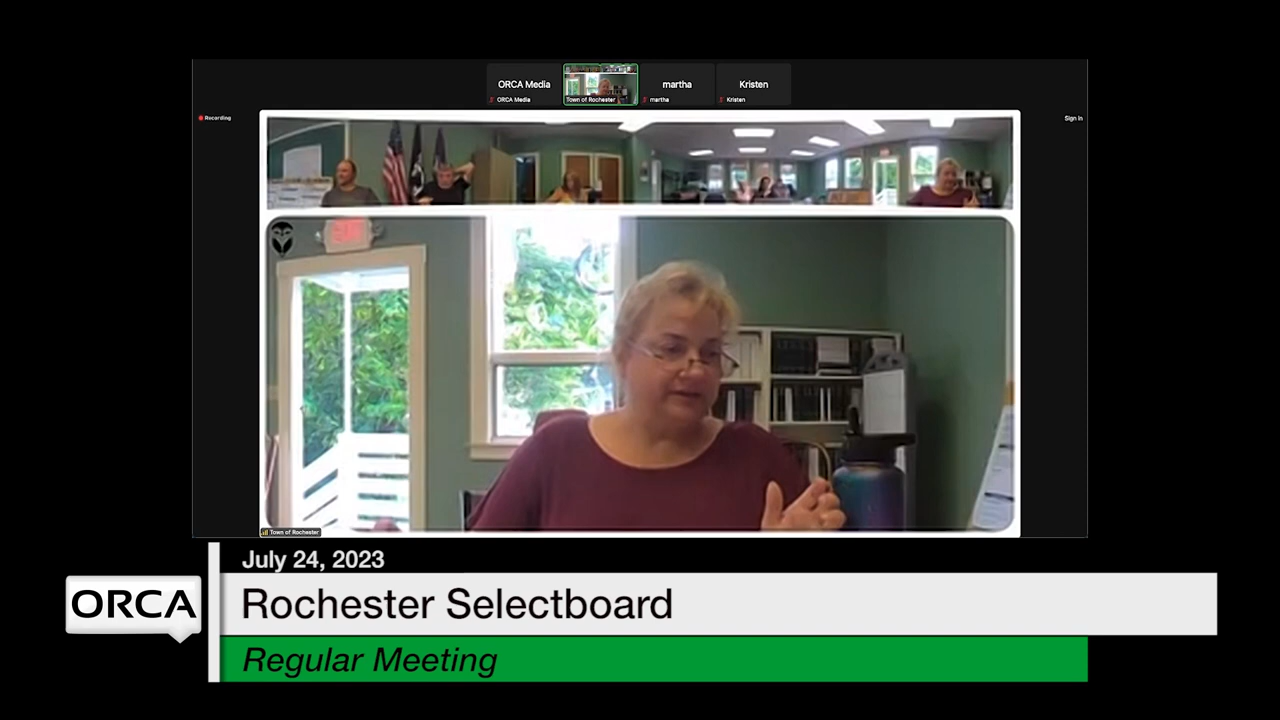 ORCA Media
martha
Kristen
ORCA Media
Town of Rochester
martha
Kristen
Recording
Sign In
Town of Rochester
July 24, 2023
ORCA
Rochester Selectboard
Regular Meeting